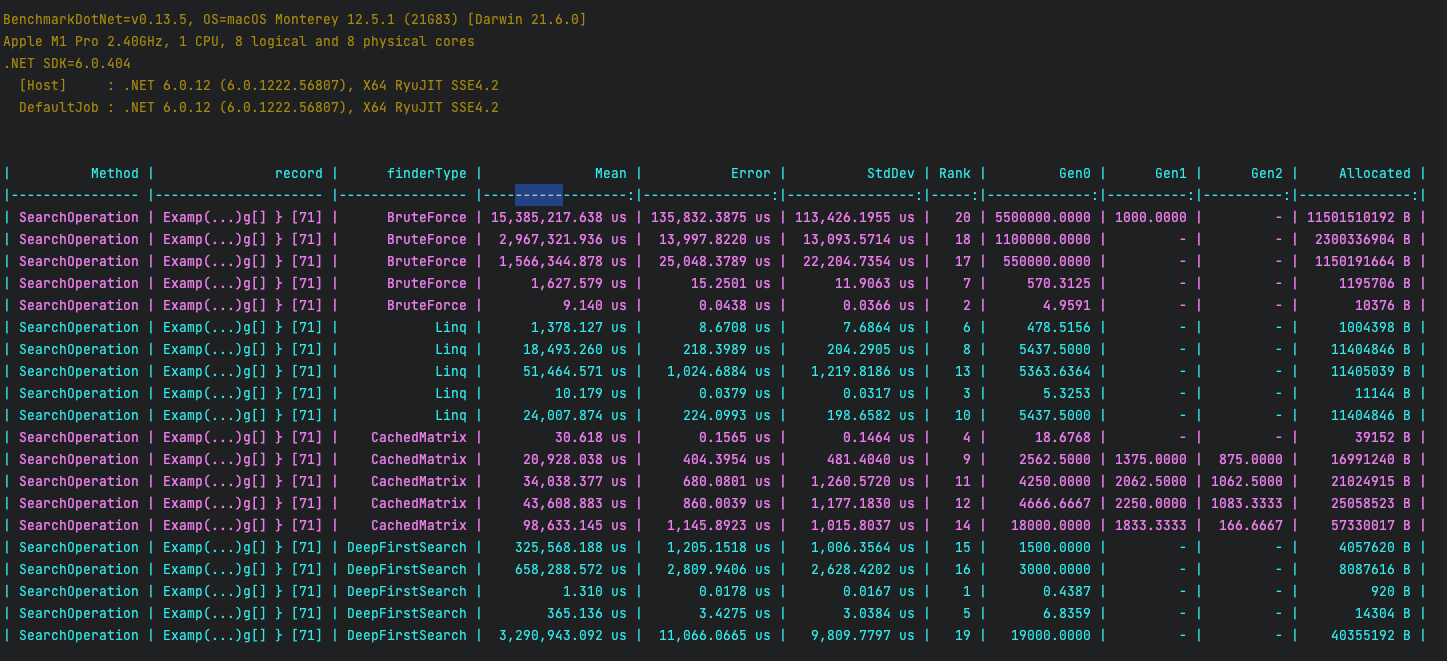 BenchmarkDotNet=v0.13.5, OS=macOS Monterey 12.5.1 (21G83) [Darwin 21.6.0]
Apple M1 Pro 2.40GHz, 1 CPU, 8 logical and 8 physical cores
.NET SDK=6.0.404
  [Host]     : .NET 6.0.12 (6.0.1222.56807), X64 RyuJIT SSE4.2
  DefaultJob : .NET 6.0.12 (6.0.1222.56807), X64 RyuJIT SSE4.2
|          Method |               record |      finderType |              Mean |           Error |          StdDev | Rank |         Gen0 |      Gen1 |      Gen2 |     Allocated |
|---------------- |--------------------- |---------------- |------------------:|----------------:|----------------:|-----:|-------------:|----------:|----------:|--------------:|
| SearchOperation | Examp(...)g[] } [71] |      BruteForce | 15,385,217.638 us | 135,832.3875 us | 113,426.1955 us |   20 | 5500000.0000 | 1000.0000 |         - | 11501510192 B |
| SearchOperation | Examp(...)g[] } [71] |      BruteForce |  2,967,321.936 us |  13,997.8220 us |  13,093.5714 us |   18 | 1100000.0000 |         - |         - |  2300336904 B |
| SearchOperation | Examp(...)g[] } [71] |      BruteForce |  1,566,344.878 us |  25,048.3789 us |  22,204.7354 us |   17 |  550000.0000 |         - |         - |  1150191664 B |
| SearchOperation | Examp(...)g[] } [71] |      BruteForce |      1,627.579 us |      15.2501 us |      11.9063 us |    7 |     570.3125 |         - |         - |     1195706 B |
| SearchOperation | Examp(...)g[] } [71] |      BruteForce |          9.140 us |       0.0438 us |       0.0366 us |    2 |       4.9591 |         - |         - |       10376 B |
| SearchOperation | Examp(...)g[] } [71] |            Linq |      1,378.127 us |       8.6708 us |       7.6864 us |    6 |     478.5156 |         - |         - |     1004398 B |
| SearchOperation | Examp(...)g[] } [71] |            Linq |     18,493.260 us |     218.3989 us |     204.2905 us |    8 |    5437.5000 |         - |         - |    11404846 B |
| SearchOperation | Examp(...)g[] } [71] |            Linq |     51,464.571 us |   1,024.6884 us |   1,219.8186 us |   13 |    5363.6364 |         - |         - |    11405039 B |
| SearchOperation | Examp(...)g[] } [71] |            Linq |         10.179 us |       0.0379 us |       0.0317 us |    3 |       5.3253 |         - |         - |       11144 B |
| SearchOperation | Examp(...)g[] } [71] |            Linq |     24,007.874 us |     224.0993 us |     198.6582 us |   10 |    5437.5000 |         - |         - |    11404846 B |
| SearchOperation | Examp(...)g[] } [71] |    CachedMatrix |         30.618 us |       0.1565 us |       0.1464 us |    4 |      18.6768 |         - |         - |       39152 B |
| SearchOperation | Examp(...)g[] } [71] |    CachedMatrix |     20,928.038 us |     404.3954 us |     481.4040 us |    9 |    2562.5000 | 1375.0000 |  875.0000 |    16991240 B |
| SearchOperation | Examp(...)g[] } [71] |    CachedMatrix |     34,038.377 us |     680.0801 us |   1,260.5720 us |   11 |    4250.0000 | 2062.5000 | 1062.5000 |    21024915 B |
| SearchOperation | Examp(...)g[] } [71] |    CachedMatrix |     43,608.883 us |     860.0039 us |   1,177.1830 us |   12 |    4666.6667 | 2250.0000 | 1083.3333 |    25058523 B |
| SearchOperation | Examp(...)g[] } [71] |    CachedMatrix |     98,633.145 us |   1,145.8923 us |   1,015.8037 us |   14 |   18000.0000 | 1833.3333 |  166.6667 |    57330017 B |
| SearchOperation | Examp(...)g[] } [71] | DeepFirstSearch |    325,568.188 us |   1,205.1518 us |   1,006.3564 us |   15 |    1500.0000 |         - |         - |     4057620 B |
| SearchOperation | Examp(...)g[] } [71] | DeepFirstSearch |    658,288.572 us |   2,809.9406 us |   2,628.4202 us |   16 |    3000.0000 |         - |         - |     8087616 B |
| SearchOperation | Examp(...)g[] } [71] | DeepFirstSearch |          1.310 us |       0.0178 us |       0.0167 us |    1 |       0.4387 |         - |         - |         920 B |
| SearchOperation | Examp(...)g[] } [71] | DeepFirstSearch |        365.136 us |       3.4275 us |       3.0384 us |    5 |       6.8359 |         - |         - |       14304 B |
| SearchOperation | Examp(...)g[] } [71] | DeepFirstSearch |  3,290,943.092 us |  11,066.0665 us |   9,809.7797 us |   19 |   19000.0000 |         - |         - |    40355192 B |